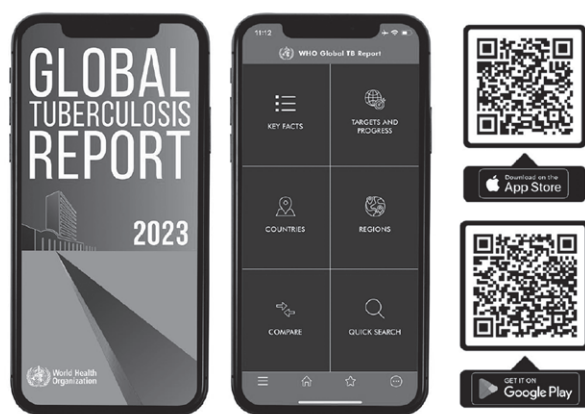 GLOBAL
TUBERCULOSIS
REPORT
2023
World Health
Organization
11:12
WHO Global TB Report
KEY FACTS
TARGETS AND
PROGRESS
COUNTRIES
REGIONS
COMPARE
QUICK SEARCH
Download on the
App Store
GET IT ON
Google Play